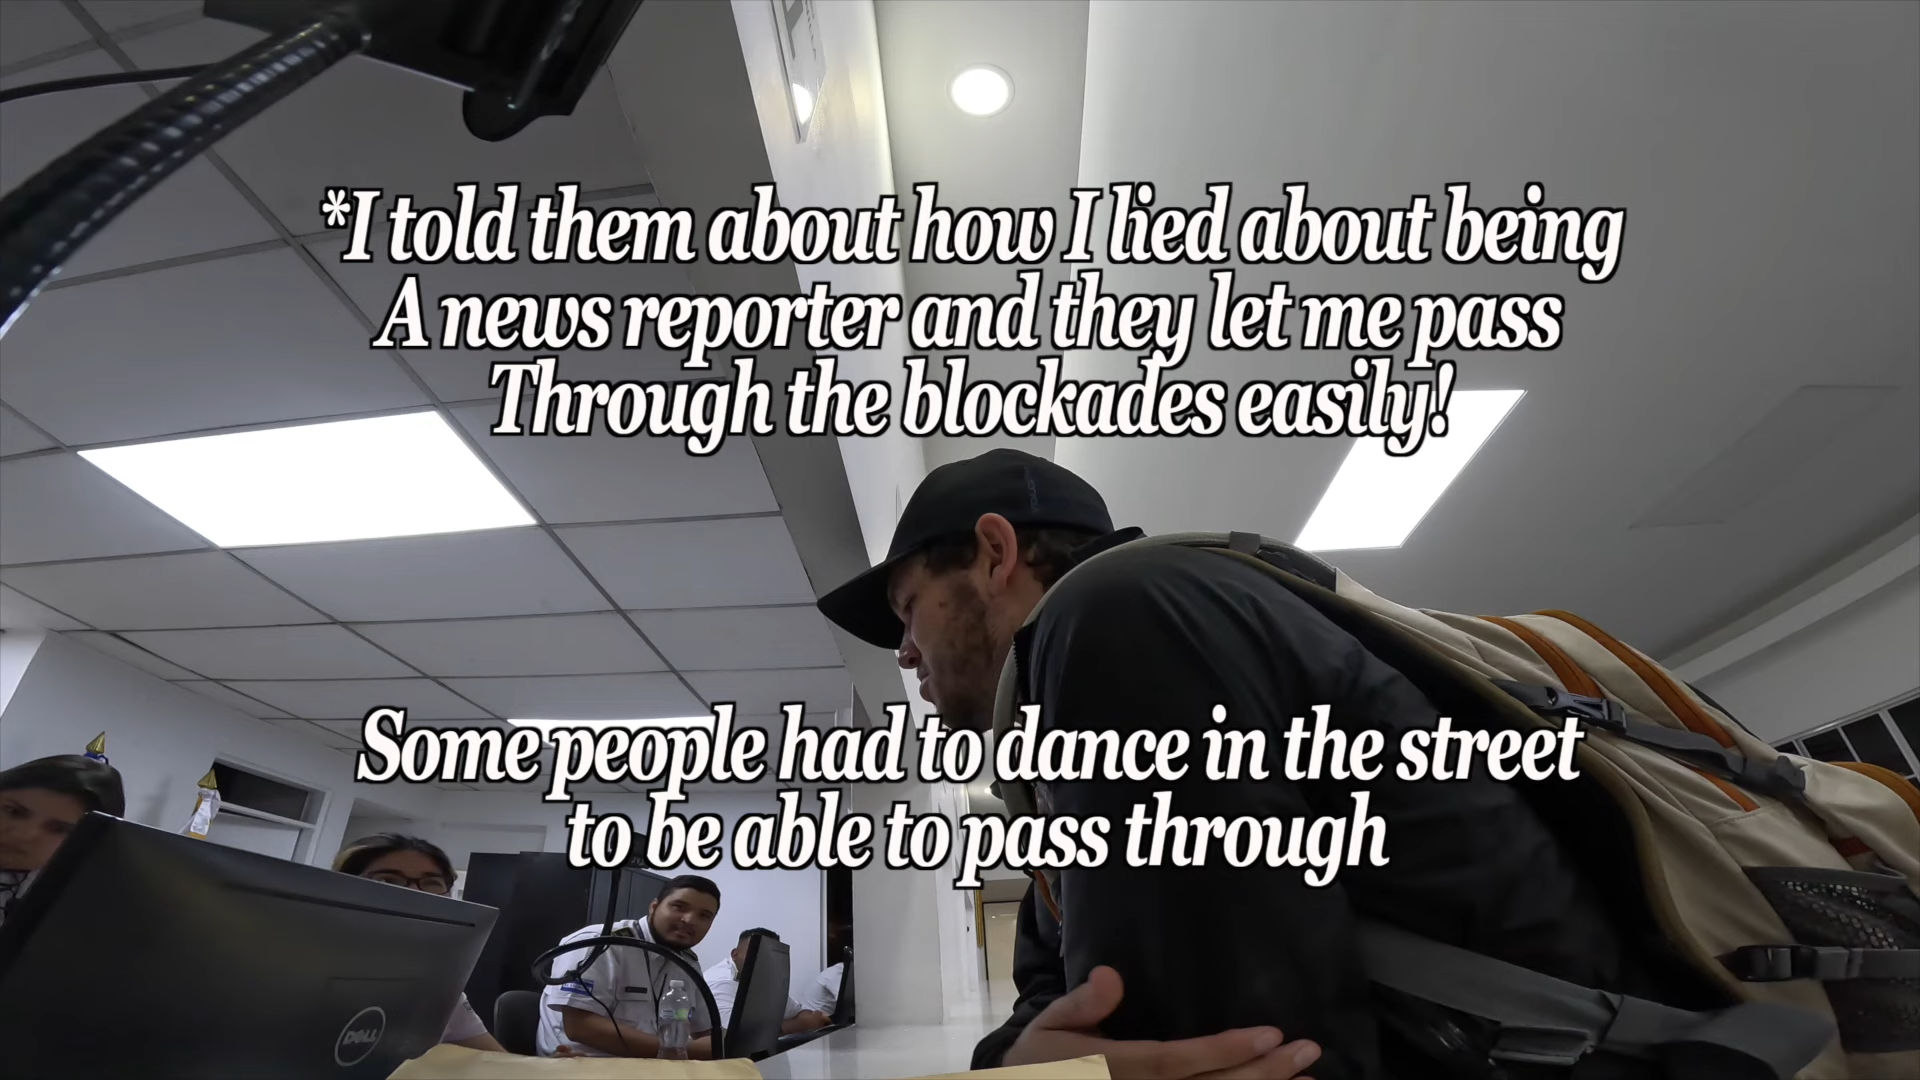 *I told them about how I lied about being
A news reporter and they let me pass
Through the blockades easily!
Some people had to dance in the street
to be able to pass through
DELL